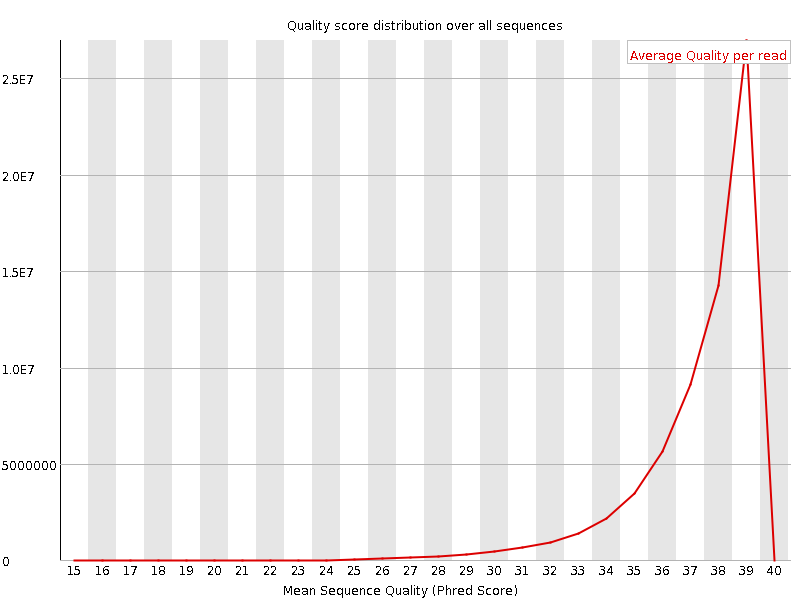 Quality score distribution over all sequences
Average Quality per read
2.5E7
2.0E7
1.5E7
1.0E7
5000000
0
15 16 17 18 19 20 21 22 23 24 25 26 27 28 29 30 31 32 33 34 35 36 37 38 39 40
Mean Sequence Quality (Phred Score)